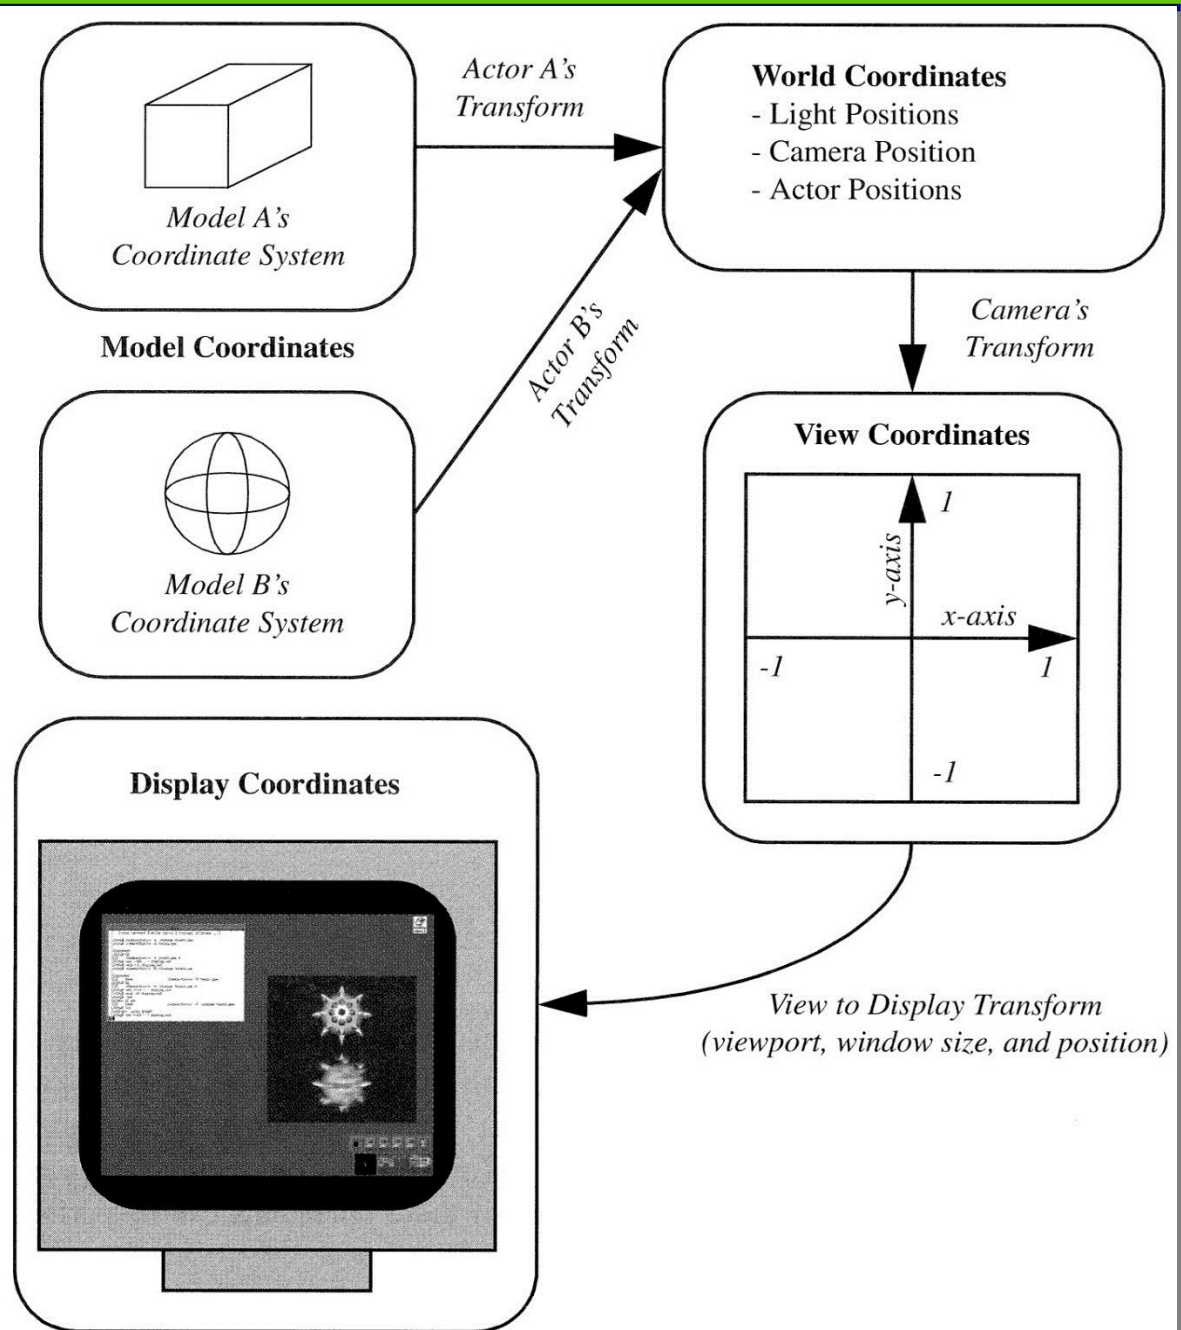 Actor A's
Transform
World Coordinates
- Light Positions
- Camera Position
- Actor Positions
Model A's
Coordinate System
Model Coordinates
Actor B's
Transform
Camera's
Transform
View Coordinates
1
y-axis
x-axis
-1
1
-1
Model B's
Coordinate System
Display Coordinates
View to Display Transform
(viewport, window size, and position)